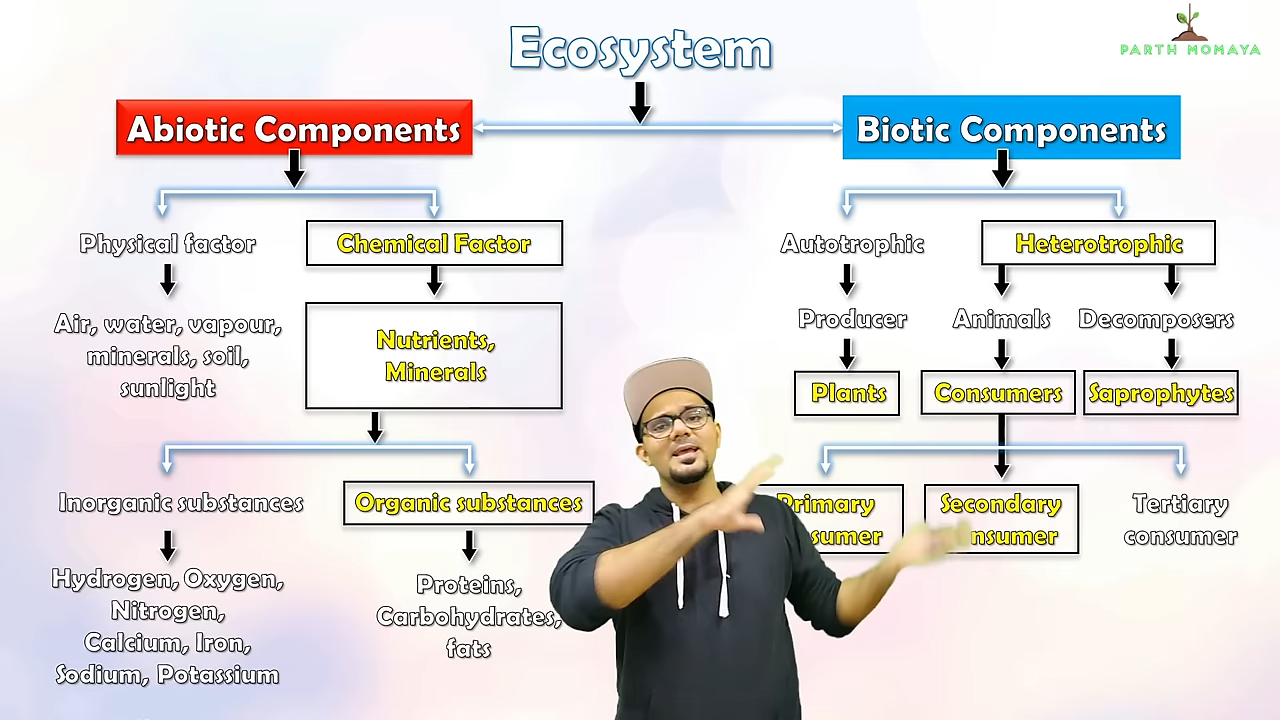 Ecosystem
PARTH MOMAYA
Abiotic Components
Biotic Components
Physical factor
Chemical Factor
Autotrophic
Heterotrophic
Air, water, vapour,
minerals, soil,
sunlight
Nutrients,
Minerals
Producer
Animals
Decomposers
Plants
Consumers
Saprophytes
Inorganic substances
Organic substances
Primary
Secondary
Tertiary
consumer
Hydrogen, Oxygen,
Nitrogen,
Calcium, Iron,
Sodium, Potassium
Proteins,
Carbohydrates,
fats